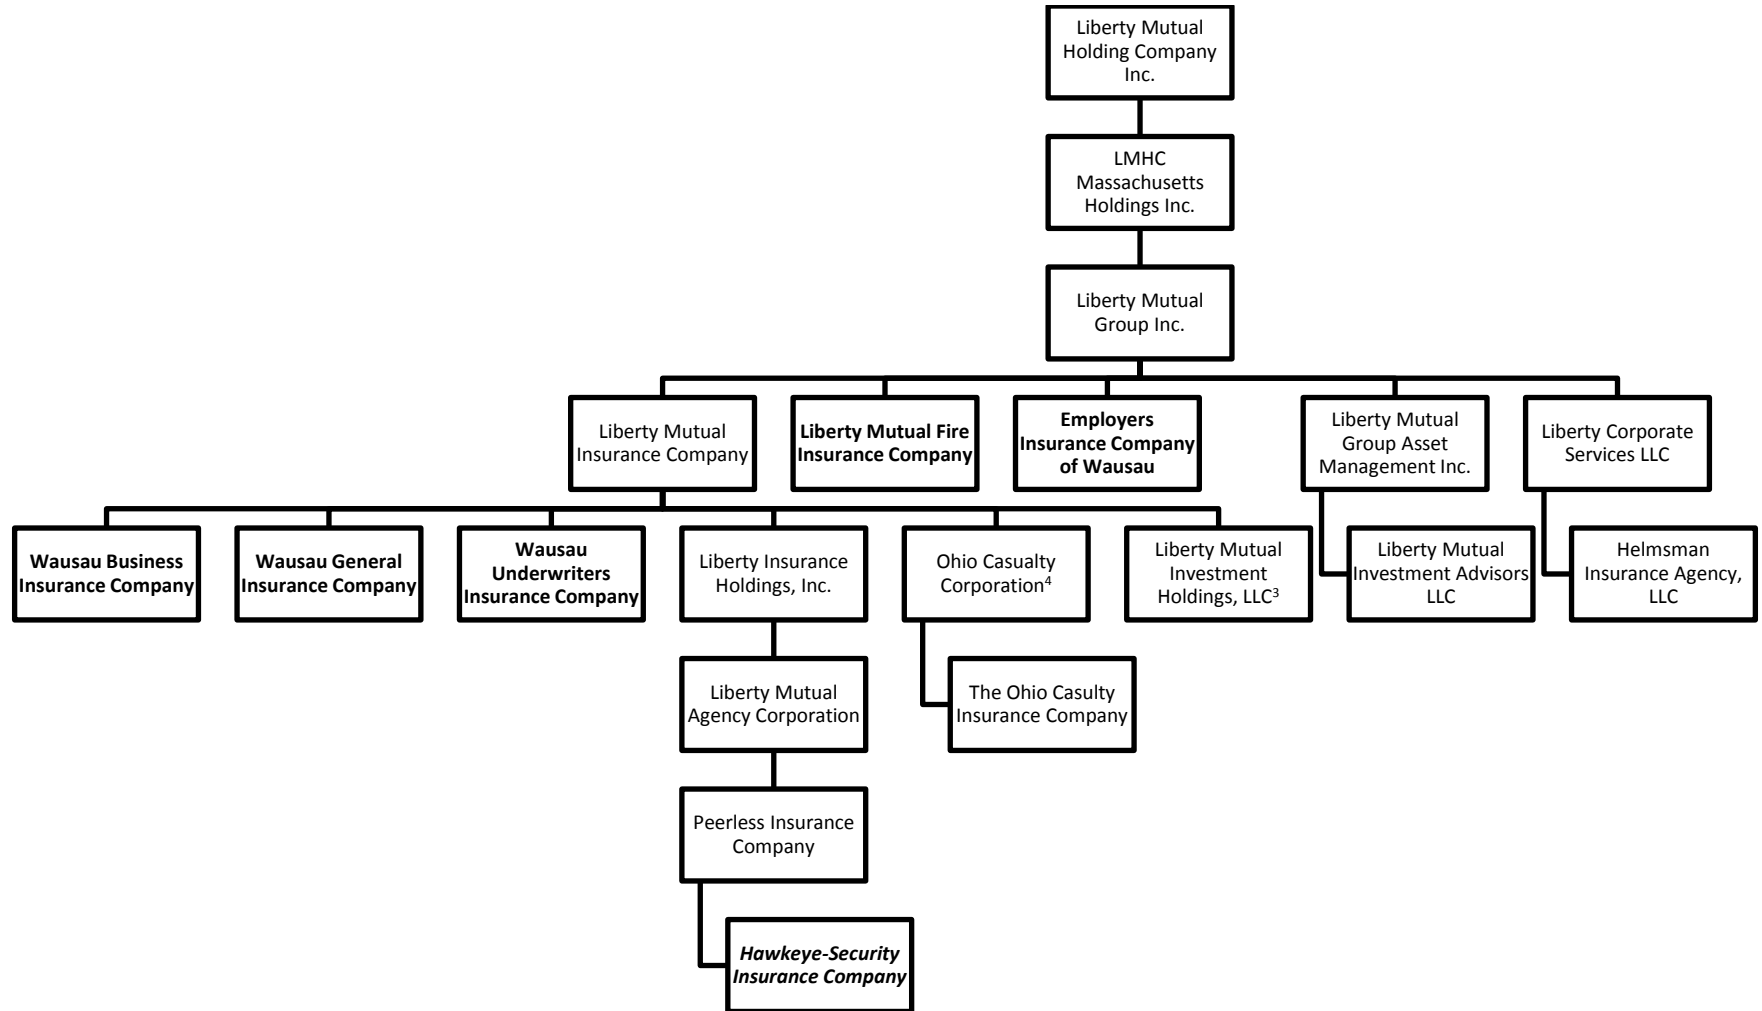 Liberty Mutual
Holding Company
Inc.
LMHC
Massachusetts
Holdings Inc.
Liberty Mutual
Group Inc.
Liberty Mutual
Insurance Company
Liberty Mutual Fire
Insurance Company
Employers
Insurance Company
of Wausau
Liberty Mutual
Group Asset
Management Inc.
Liberty Corporate
Services LLC
Wausau Business
Insurance Company
Wausau General
Insurance Company
Wausau
Underwriters
Insurance Company
Liberty Insurance
Holdings, Inc.
Ohio Casualty
Corporation⁴
Liberty Mutual
Investment
Holdings, LLC³
Liberty Mutual
Investment Advisors
LLC
Helmsman
Insurance Agency,
LLC
Liberty Mutual
Agency Corporation
The Ohio Casulty
Insurance Company
Peerless Insurance
Company
Hawkeye-Security
Insurance Company